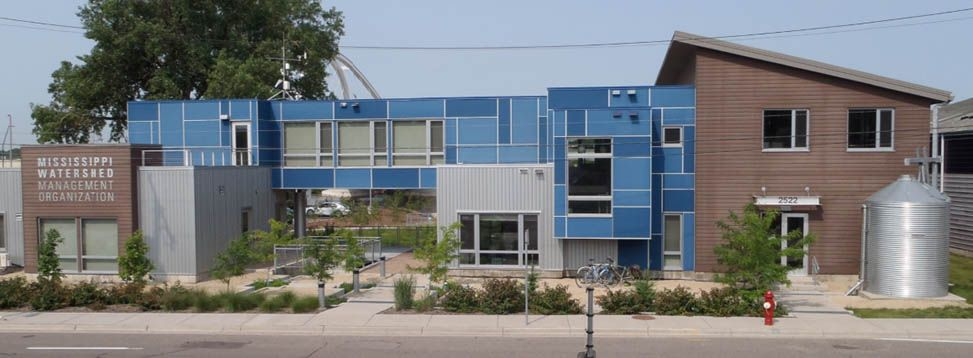 MISSISSIPPI
WATERSHED
MANAGEMENT
ORGANIZATION
2522